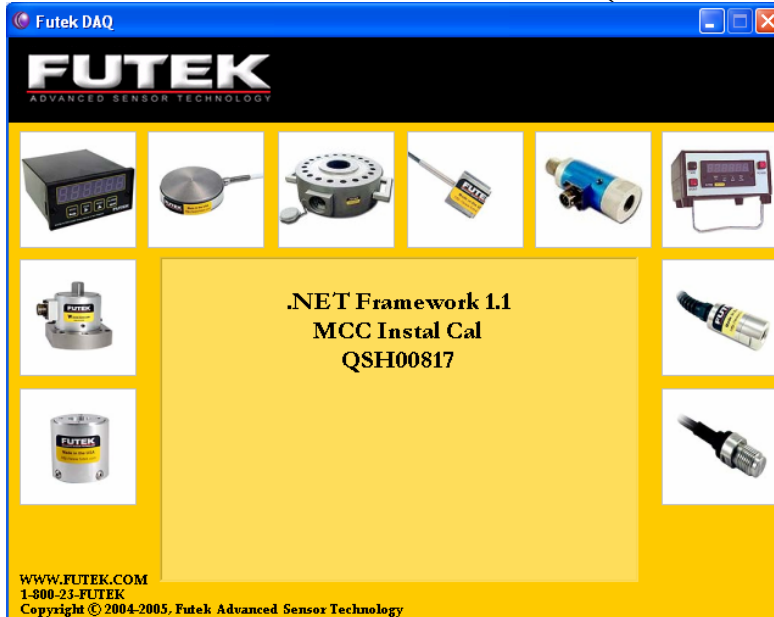 Futek DAQ
FUTEK
ADVANCED SENSOR TECHNOLOGY
.NET Framework 1.1
MCC Instal Cal
QSH00817
WWW.FUTEK.COM
1-800-23-FUTEK
Copyright © 2004-2005, Futek Advanced Sensor Technology